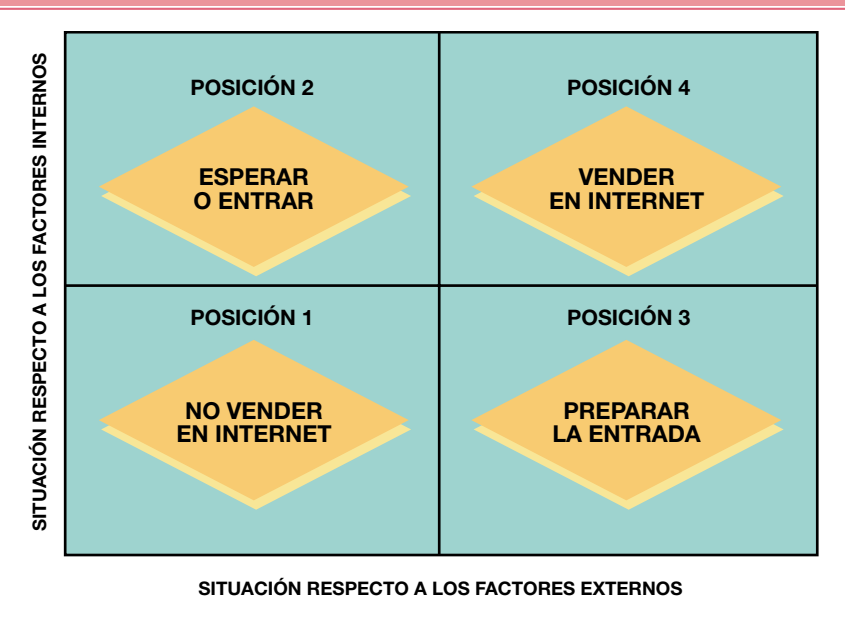 SITUACIÓN RESPECTO A LOS FACTORES INTERNOS
POSICIÓN 2
ESPERAR
O ENTRAR
POSICIÓN 4
VENDER
EN INTERNET
POSICIÓN 1
NO VENDER
EN INTERNET
POSICIÓN 3
PREPARAR
LA ENTRADA
SITUACIÓN RESPECTO A LOS FACTORES EXTERNOS